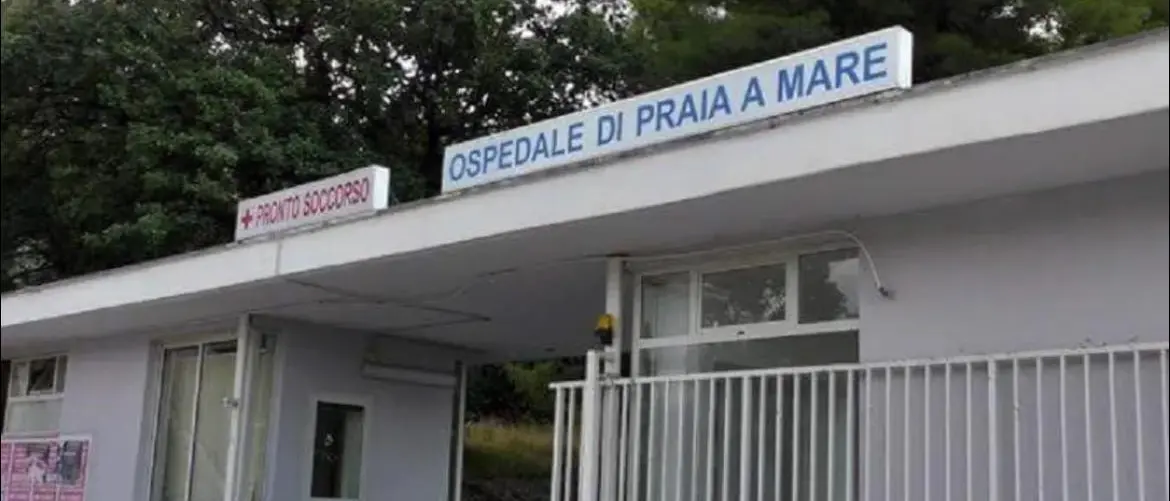 PRONTO SOCCORSO
OSPEDALE DI PRAIA A MARE